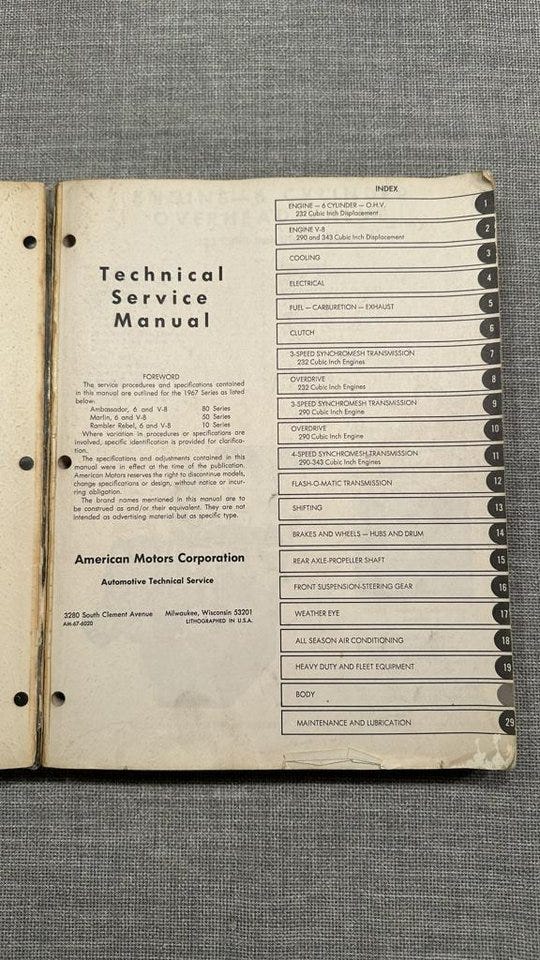 Technical
Service
Manual
FOREWORD
The service procedures and specifications contained
in this manual are outlined for the 1967 Series as listed
below:
Ambassador, 6 and V-8 80 Series
Marlin, 6 and V-8 50 Series
Rambler Rebel, 6 and V-8 10 Series
Where variation in procedures or specifications are
involved, specific identification is provided for clarifica-
tion.
The specifications and adjustments contained in this
manual were in effect at the time of the publication.
American Motors reserves the right to discontinue models,
change specifications or design, without notice or incur-
ring obligation.
The brand names mentioned in this manual are to
be construed as and/or their equivalent. They are not
intended as advertising material but as specific type.
American Motors Corporation
Automotive Technical Service
3280 South Clement Avenue Milwaukee, Wisconsin 53201
AM-67-6020 LITHOGRAPHED IN U.S.A.
INDEX
ENGINE — 6 CYLINDER — O.H.V. 1
232 Cubic Inch Displacement
ENGINE V-8 2
290 and 343 Cubic Inch Displacement
COOLING 3
ELECTRICAL 4
FUEL — CARBURETION — EXHAUST 5
CLUTCH 6
3-SPEED SYNCHROMESH TRANSMISSION 7
232 Cubic Inch Engines
OVERDRIVE 8
232 Cubic Inch Engines
3-SPEED SYNCHROMESH TRANSMISSION 9
290 Cubic Inch Engine
OVERDRIVE 10
290 Cubic Inch Engine
4-SPEED SYNCHROMESH TRANSMISSION 11
290-343 Cubic Inch Engines
FLASH-O-MATIC TRANSMISSION 12
SHIFTING 13
BRAKES AND WHEELS — HUBS AND DRUM 14
REAR AXLE-PROPELLER SHAFT 15
FRONT SUSPENSION-STEERING GEAR 16
WEATHER EYE 17
ALL SEASON AIR CONDITIONING 18
HEAVY DUTY AND FLEET EQUIPMENT 19
BODY
MAINTENANCE AND LUBRICATION 29